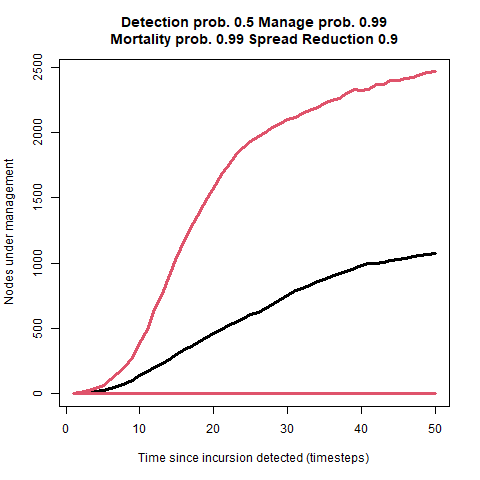 Detection prob. 0.5 Manage prob. 0.99
Mortality prob. 0.99 Spread Reduction 0.9
Nodes under management
2500
2000
1500
1000
500
0
0 10 20 30 40 50
Time since incursion detected (timesteps)